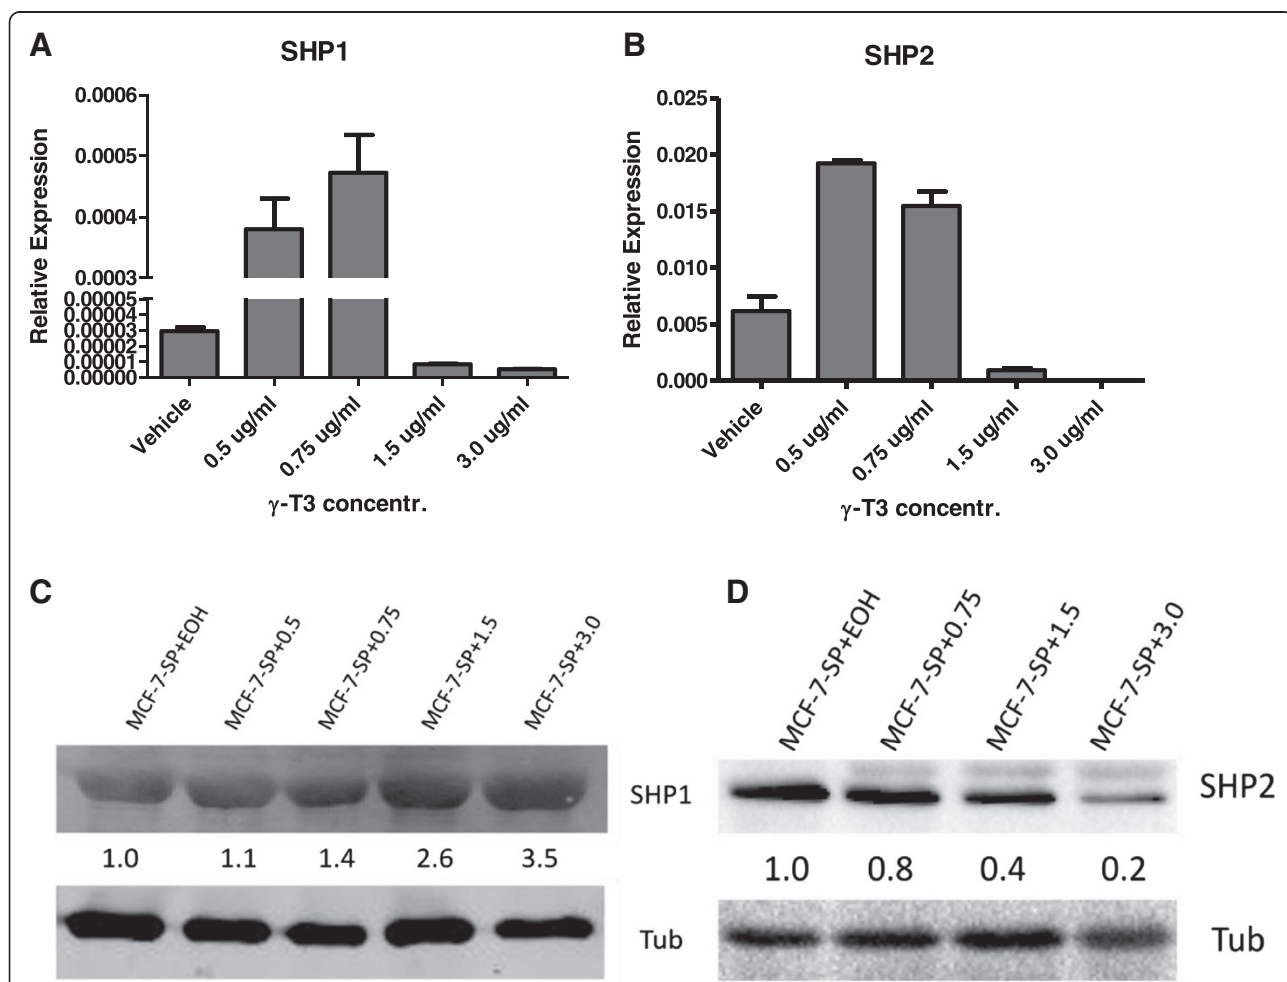 A
SHP1
Relative Expression
0.0006
0.0005
0.0004
0.0003
0.00005
0.00004
0.00003
0.00002
0.00001
0.00000
Vehicle
0.5 ug/ml
0.75 ug/ml
1.5 ug/ml
3.0 ug/ml
γ-T3 concentr.
B
SHP2
Relative Expression
0.025
0.020
0.015
0.010
0.005
0.000
Vehicle
0.5 ug/ml
0.75 ug/ml
1.5 ug/ml
3.0 ug/ml
γ-T3 concentr.
C
MCF-7-SP+EOH
MCF-7-SP+0.5
MCF-7-SP+0.75
MCF-7-SP+1.5
MCF-7-SP+3.0
SHP1
1.0 1.1 1.4 2.6 3.5
Tub
D
MCF-7-SP+EOH
MCF-7-SP+0.75
MCF-7-SP+1.5
MCF-7-SP+3.0
SHP2
1.0 0.8 0.4 0.2
Tub